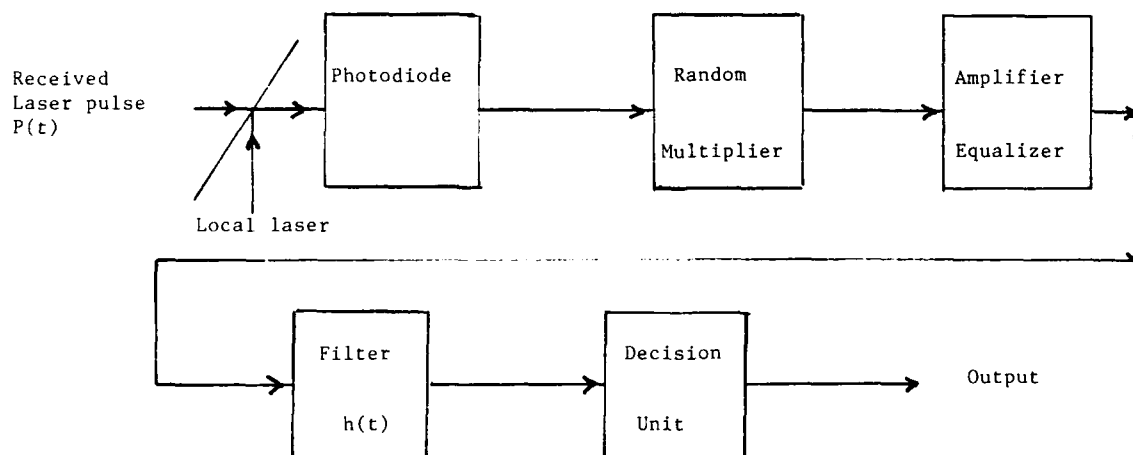 Received
Laser pulse
P(t)
Local laser
Photodiode
Random
Multiplier
Amplifier
Equalizer
Filter
h(t)
Decision
Unit
Output